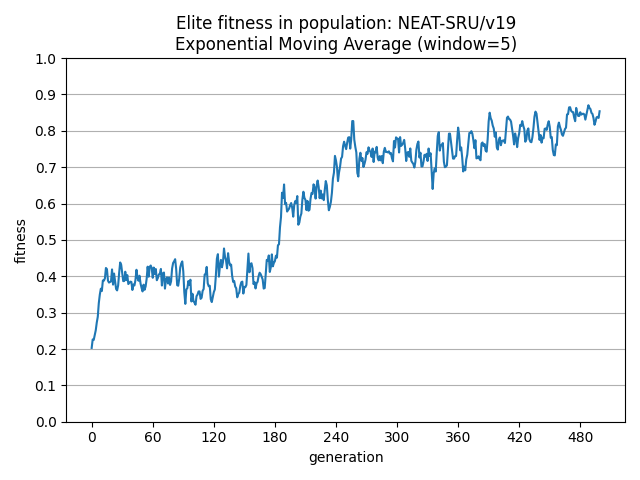 Elite fitness in population: NEAT-SRU/v19
Exponential Moving Average (window=5)
1.0
0.9
0.8
0.7
0.6
0.5
0.4
0.3
0.2
0.1
0.0
fitness
0 60 120 180 240 300 360 420 480
generation